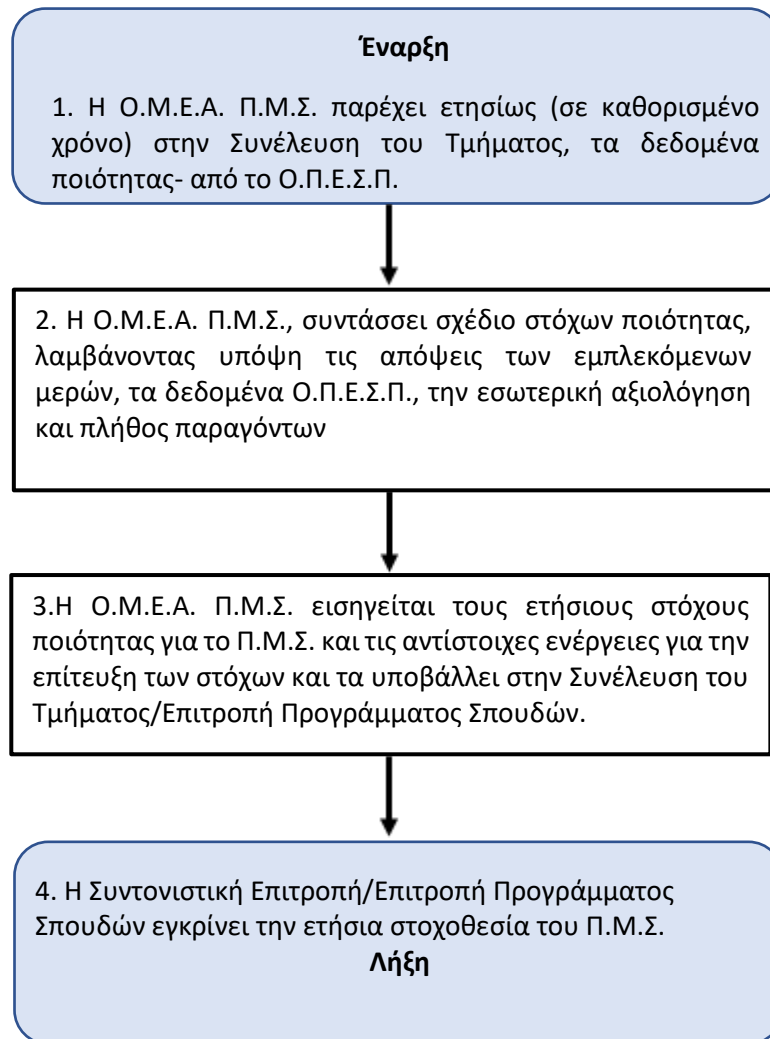 Έναρξη
1. Η Ο.Μ.Ε.Α. Π.Μ.Σ. παρέχει ετησίως (σε καθορισμένο
χρόνο) στην Συνέλευση του Τμήματος, τα δεδομένα
ποιότητας- από το Ο.Π.Ε.Σ.Π.
2. Η Ο.Μ.Ε.Α. Π.Μ.Σ., συντάσσει σχέδιο στόχων ποιότητας,
λαμβάνοντας υπόψη τις απόψεις των εμπλεκόμενων
μερών, τα δεδομένα Ο.Π.Ε.Σ.Π., την εσωτερική αξιολόγηση
και πλήθος παραγόντων
3.Η Ο.Μ.Ε.Α. Π.Μ.Σ. εισηγείται τους ετήσιους στόχους
ποιότητας για το Π.Μ.Σ. και τις αντίστοιχες ενέργειες για την
επίτευξη των στόχων και τα υποβάλλει στην Συνέλευση του
Τμήματος/Επιτροπή Προγράμματος Σπουδών.
4. Η Συντονιστική Επιτροπή/Επιτροπή Προγράμματος
Σπουδών εγκρίνει την ετήσια στοχοθεσία του Π.Μ.Σ.
Λήξη